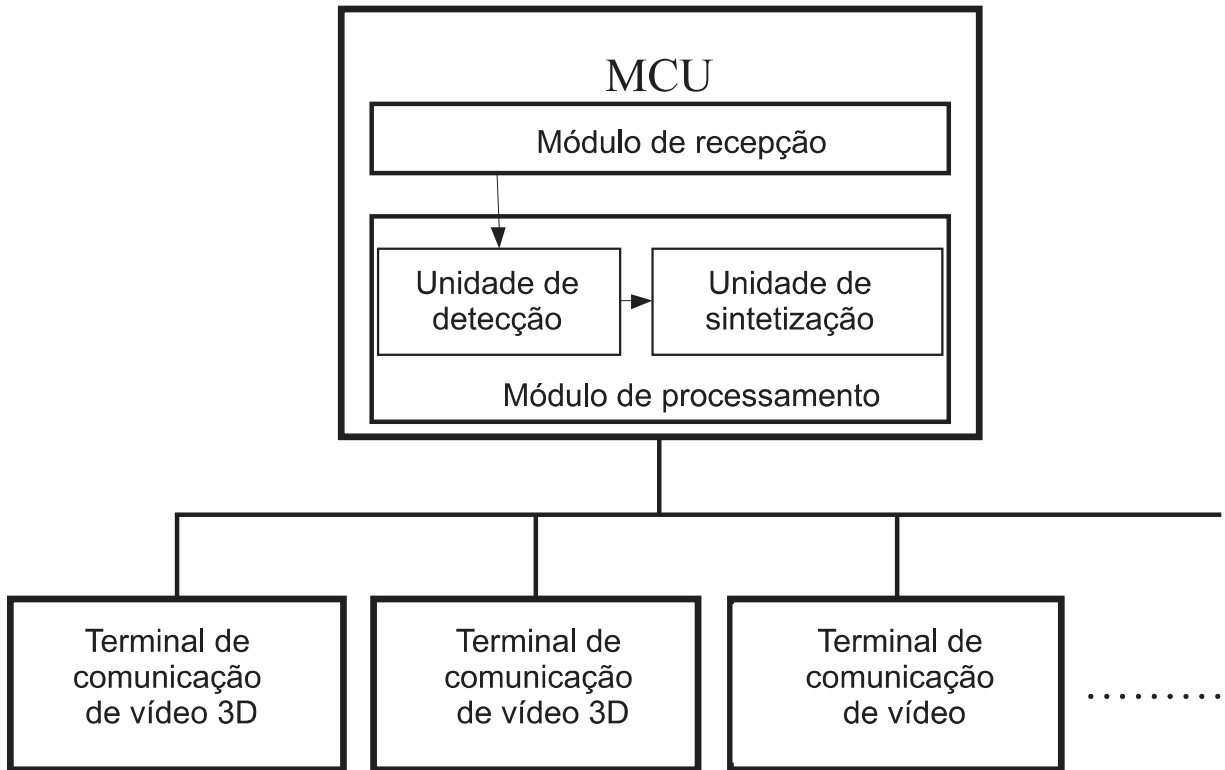 MCU
Módulo de recepção
Unidade de
detecção
Unidade de
sintetização
Módulo de processamento
Terminal de
comunicação
de vídeo 3D
Terminal de
comunicação
de vídeo 3D
Terminal de
comunicação
de vídeo
.........